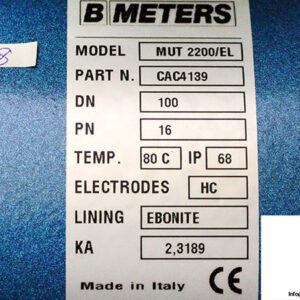 B METERS
MODEL MUT 2200/EL
PART N. CAC4139
DN 100
PN 16
TEMP. 80 C IP 68
ELECTRODES HC
LINING EBONITE
KA 2,3189
Made in Italy CE